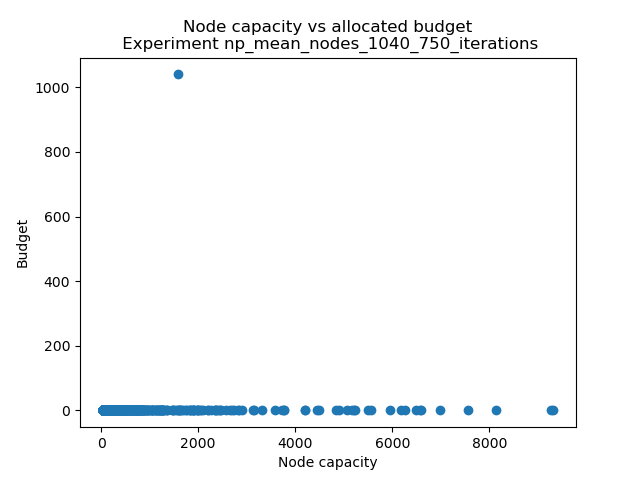 Node capacity vs allocated budget
Experiment np_mean_nodes_1040_750_iterations
1000
800
600
400
200
0
Budget
0 2000 4000 6000 8000
Node capacity